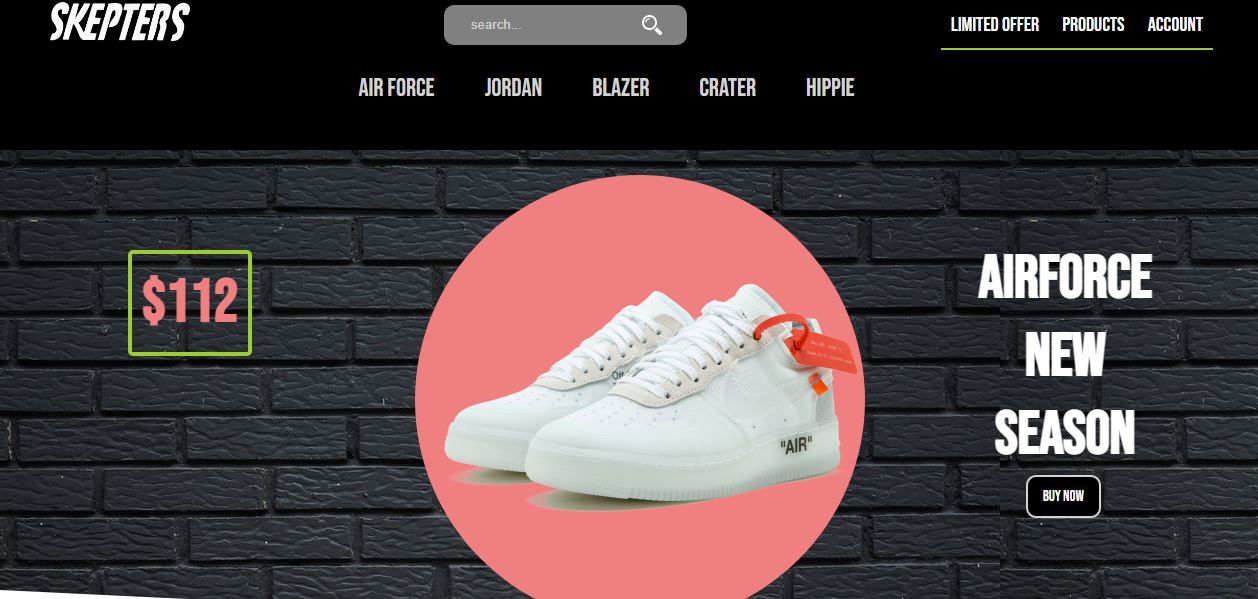 SKEPTERS
search...
LIMITED OFFER PRODUCTS ACCOUNT
AIR FORCE JORDAN BLAZER CRATER HIPPIE
$112
Off
"AIR"
AIRFORCE
NEW
SEASON
BUY NOW